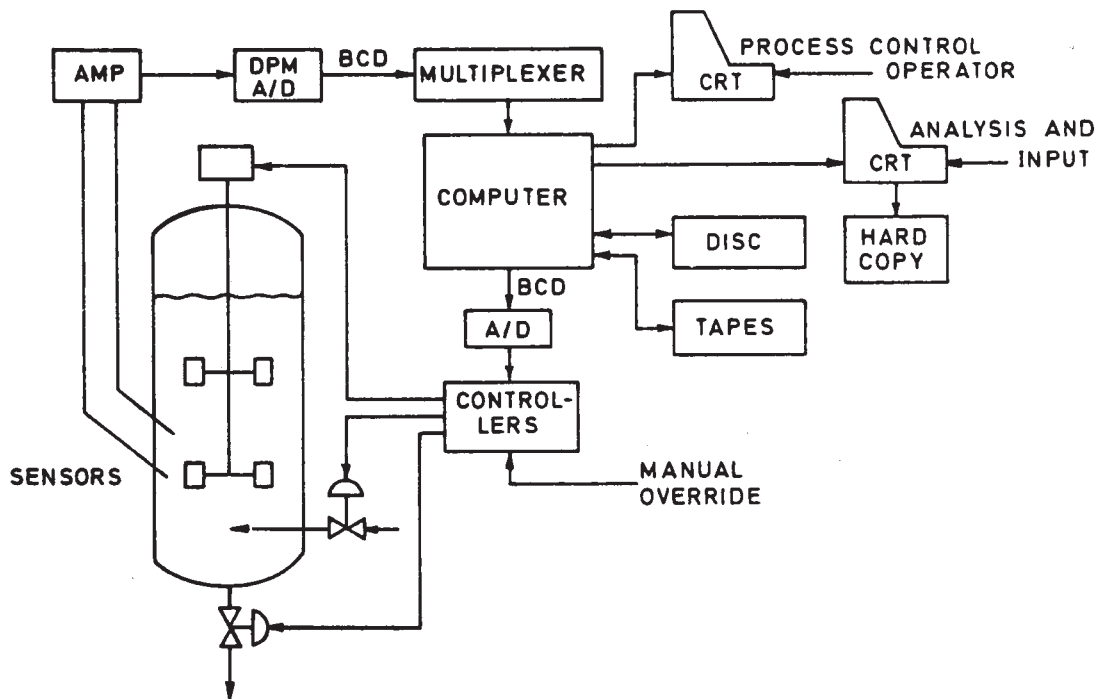 AMP
DPM
A/D
BCD
MULTIPLEXER
CRT
PROCESS CONTROL
OPERATOR
CRT
ANALYSIS AND
INPUT
COMPUTER
DISC
HARD
COPY
BCD
A/D
TAPES
CONTROL-
LERS
SENSORS
MANUAL
OVERRIDE